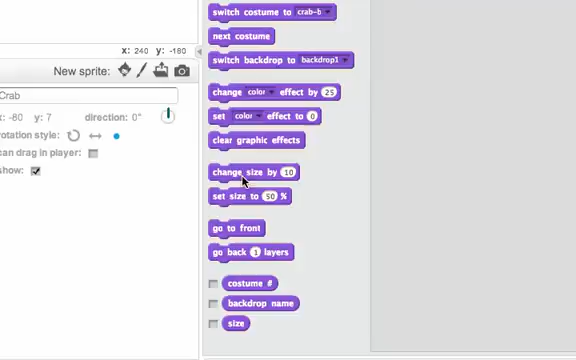 switch costume to crab-b
next costume
x: 240 y: -180
switch backdrop to backdrop1
New sprite:
change color effect by 25
Crab
set color effect to 0
x: -80 y: 7 direction: 0°
rotation style:
clear graphic effects
can drag in player:
show:
change size by 10
set size to 50 %
go to front
go back 1 layers
costume #
backdrop name
size